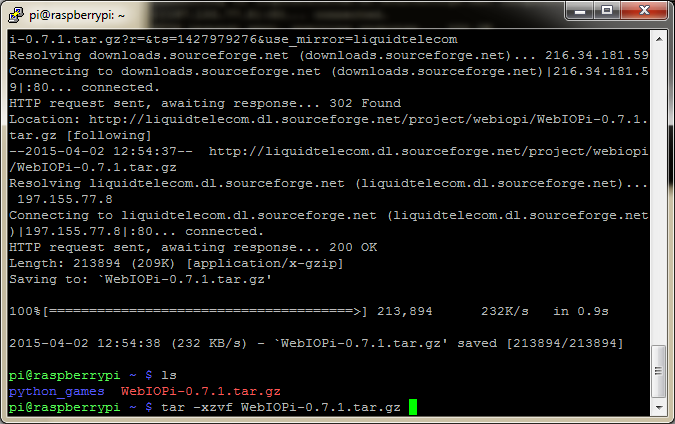 pi@raspberrypi: ~
i-0.7.1.tar.gz?r=&ts=1427979276&use_mirror=liquidtelecom
Resolving downloads.sourceforge.net (downloads.sourceforge.net)... 216.34.181.59
Connecting to downloads.sourceforge.net (downloads.sourceforge.net)|216.34.181.5
9|:80... connected.
HTTP request sent, awaiting response... 302 Found
Location: http://liquidtelecom.dl.sourceforge.net/project/webiopi/WebIOPi-0.7.1.
tar.gz [following]
--2015-04-02 12:54:37--  http://liquidtelecom.dl.sourceforge.net/project/webiopi
/WebIOPi-0.7.1.tar.gz
Resolving liquidtelecom.dl.sourceforge.net (liquidtelecom.dl.sourceforge.net)...
 197.155.77.8
Connecting to liquidtelecom.dl.sourceforge.net (liquidtelecom.dl.sourceforge.net
)|197.155.77.8|:80... connected.
HTTP request sent, awaiting response... 200 OK
Length: 213894 (209K) [application/x-gzip]
Saving to: `WebIOPi-0.7.1.tar.gz'
100%[======================================>] 213,894      232K/s   in 0.9s
2015-04-02 12:54:38 (232 KB/s) - `WebIOPi-0.7.1.tar.gz' saved [213894/213894]
pi@raspberrypi ~ $ ls
python_games  WebIOPi-0.7.1.tar.gz
pi@raspberrypi ~ $ tar -xzvf WebIOPi-0.7.1.tar.gz